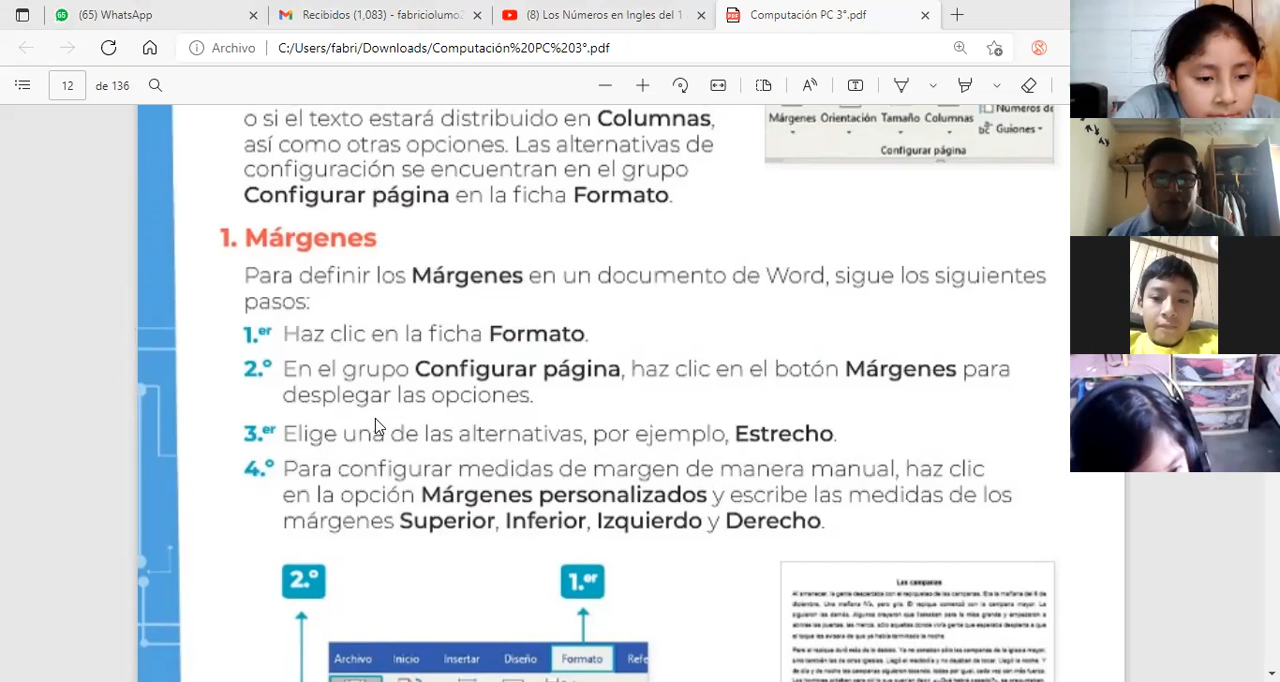 (65) WhatsApp
Recibidos (1,083) - fabriciolumo
(8) Los Números en Ingles del 1
Computación PC 3°.pdf
Archivo
C:/Users/fabri/Downloads/Computación%20PC%203°.pdf
12
de 136
o si el texto estará distribuido en Columnas,
así como otras opciones. Las alternativas de
configuración se encuentran en el grupo
Configurar página en la ficha Formato.
Márgenes Orientación Tamaño Columnas
Números de
Guiones
Configurar página
1. Márgenes
Para definir los Márgenes en un documento de Word, sigue los siguientes
pasos:
1.er Haz clic en la ficha Formato.
2.º En el grupo Configurar página, haz clic en el botón Márgenes para
desplegar las opciones.
3.er Elige una de las alternativas, por ejemplo, Estrecho.
4.º Para configurar medidas de margen de manera manual, haz clic
en la opción Márgenes personalizados y escribe las medidas de los
márgenes Superior, Inferior, Izquierdo y Derecho.
2.º
1.er
Archivo Inicio Insertar Diseño Formato Refe
Las campanas